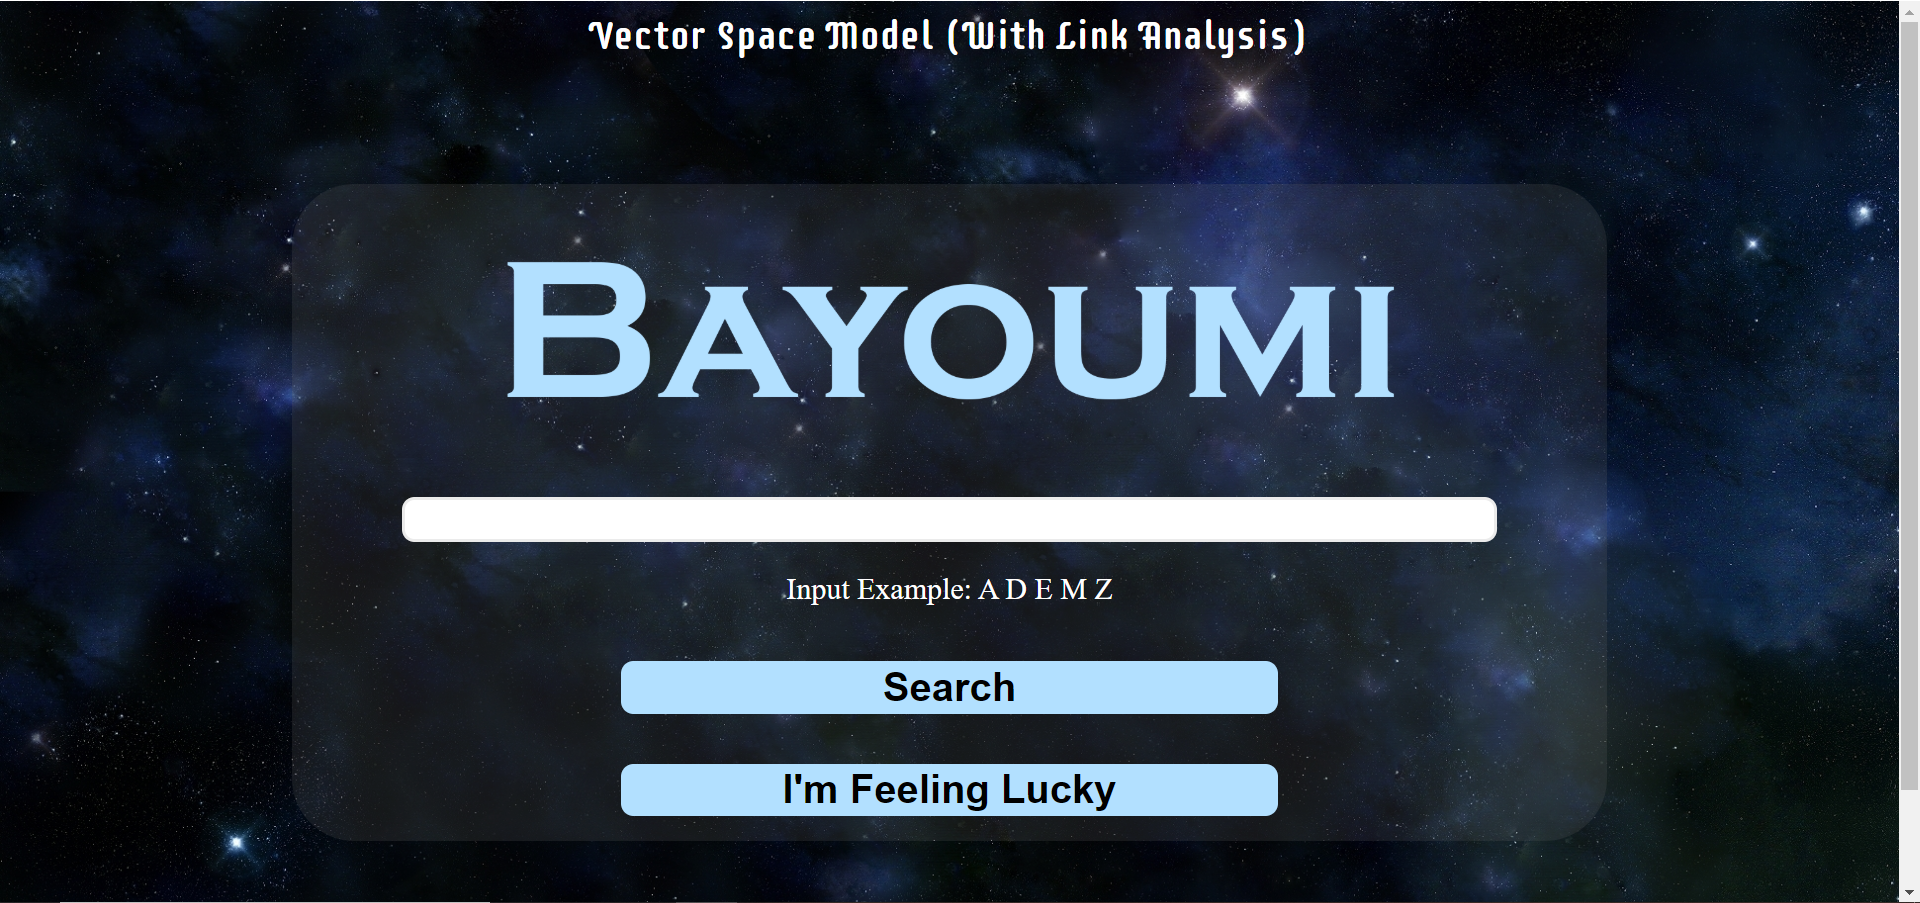 Vector Space Model (With Link Analysis)
BAYOUMI
Input Example: A D E M Z
Search
I'm Feeling Lucky